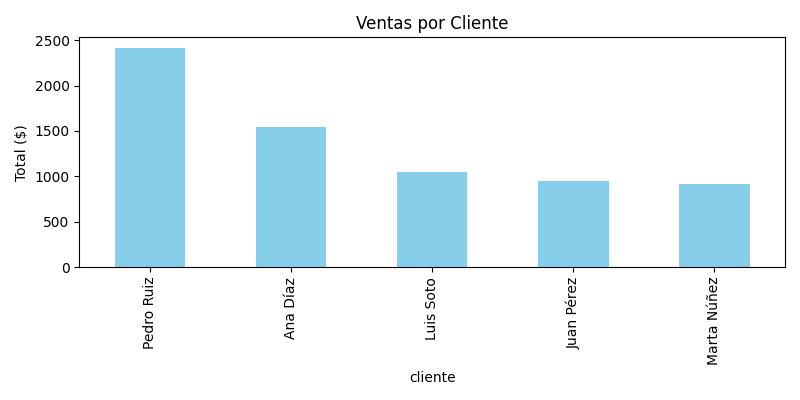 Ventas por Cliente
Total ($)
2500
2000
1500
1000
500
0
Pedro Ruiz
Ana Díaz
Luis Soto
Juan Pérez
Marta Núñez
cliente